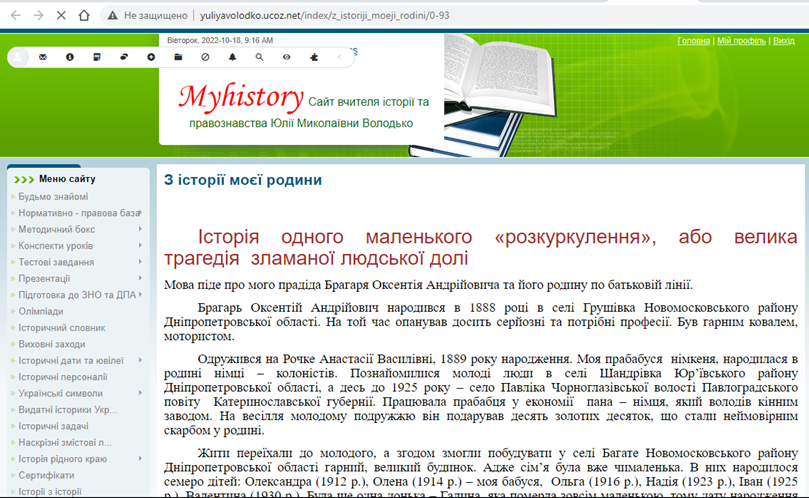 Не защищено | yuliyavolodko.ucoz.net/index/z_istoriji_moeji_rodini/0-93
Вівторок, 2022-10-18, 9:16 AM
Головна | Мій профіль | Вихід
Myhistory Сайт вчителя історії та
правознавства Юлії Миколаївни Володько
Меню сайту
Будьмо знайомі
Нормативно - правова база
Методичний бокс
Конспекти уроків
Тестові завдання
Презентації
Підготовка до ЗНО та ДПА
Олімпіади
Історичний словник
Виховні заходи
Історичні дати та ювілеї
Історичні персоналії
Українські символи
Видатні історики Укр...
Історичні задачі
Наскрізні змістові л...
Історія рідного краю
Сертифікати
Історії з історії
З історії моєї родини
Історія одного маленького «розкуркулення», або велика
трагедія зламаної людської долі
Мова піде про мого прадіда Брагаря Оксентія Андрійовича та його родину по батьковій лінії.
Брагарь Оксентій Андрійович народився в 1888 році в селі Грушівка Новомосковського району
Дніпропетровської області. На той час опанував досить серйозні та потрібні професії. Був гарним ковалем,
мотористом.
Одружився на Рочке Анастасії Василівні, 1889 року народження. Моя прабабуся німкеня, народилася в
родині німці – колоністів. Познайомилися молоді люди в селі Шандрівка Юр’ївського району
Дніпропетровської області, а десь до 1925 року – село Павліка Чорноглазівської волості Павлоградського
повіту Катеринославської губернії. Працювала прабабця у економії пана – німця, який володів кінним
заводом. На весілля молодому подружжю він подарував десять золотих десяток, що стали неймовірним
скарбом у родині.
Жити переїхали до молодого, а згодом змогли побудувати у селі Багате Новомосковського району
Дніпропетровської області гарний, великий будинок. Адже сім’я була вже чималенька. В них народилося
семеро дітей: Олександра (1912 р.), Олена (1914 р.) – моя бабуся, Ольга (1916 р.), Надія (1923 р.), Іван (1925
р.), Валентина (1930 р.). Була ще одна донька – Галина, яка померла зовсім маленькою, тому дату народження